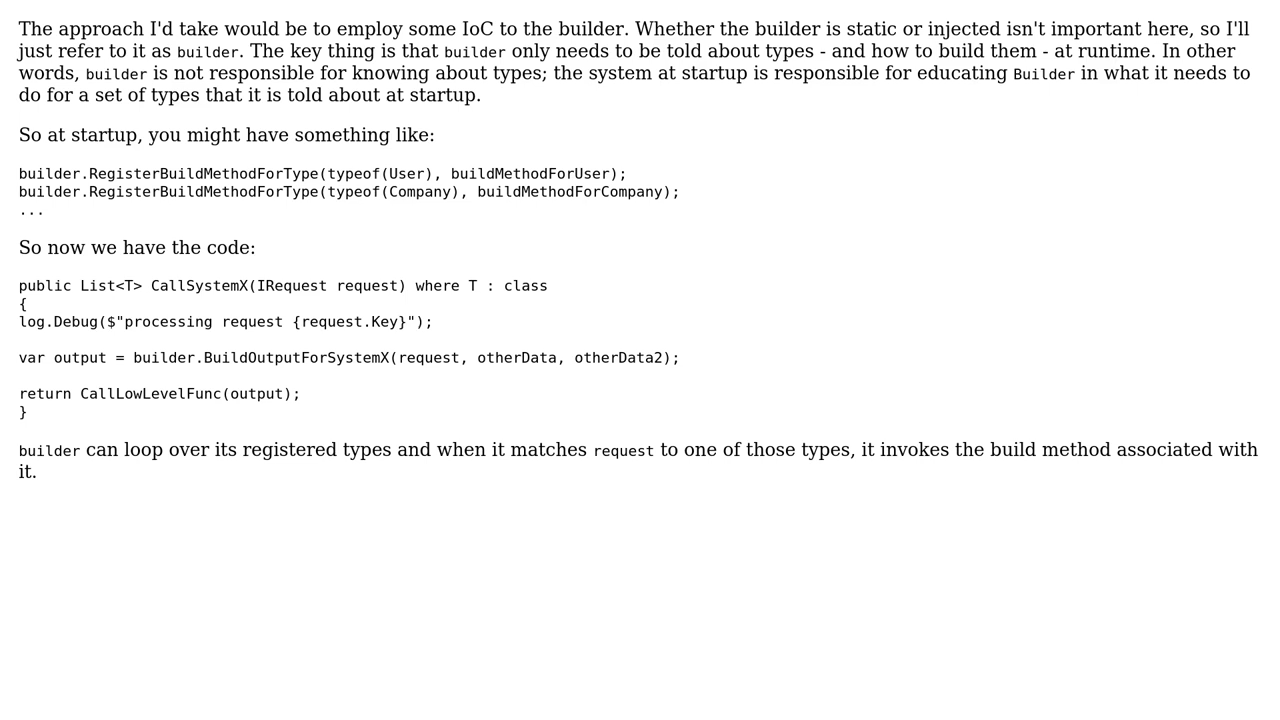 The approach I'd take would be to employ some IoC to the builder. Whether the builder is static or injected isn't important here, so I'll
just refer to it as builder. The key thing is that builder only needs to be told about types - and how to build them - at runtime. In other
words, builder is not responsible for knowing about types; the system at startup is responsible for educating Builder in what it needs to
do for a set of types that it is told about at startup.
So at startup, you might have something like:
builder.RegisterBuildMethodForType(typeof(User), buildMethodForUser);
builder.RegisterBuildMethodForType(typeof(Company), buildMethodForCompany);
...
So now we have the code:
public List<T> CallSystemX(IRequest request) where T : class
{
log.Debug($"processing request {request.Key}");
var output = builder.BuildOutputForSystemX(request, otherData, otherData2);
return CallLowLevelFunc(output);
}
builder can loop over its registered types and when it matches request to one of those types, it invokes the build method associated with
it.